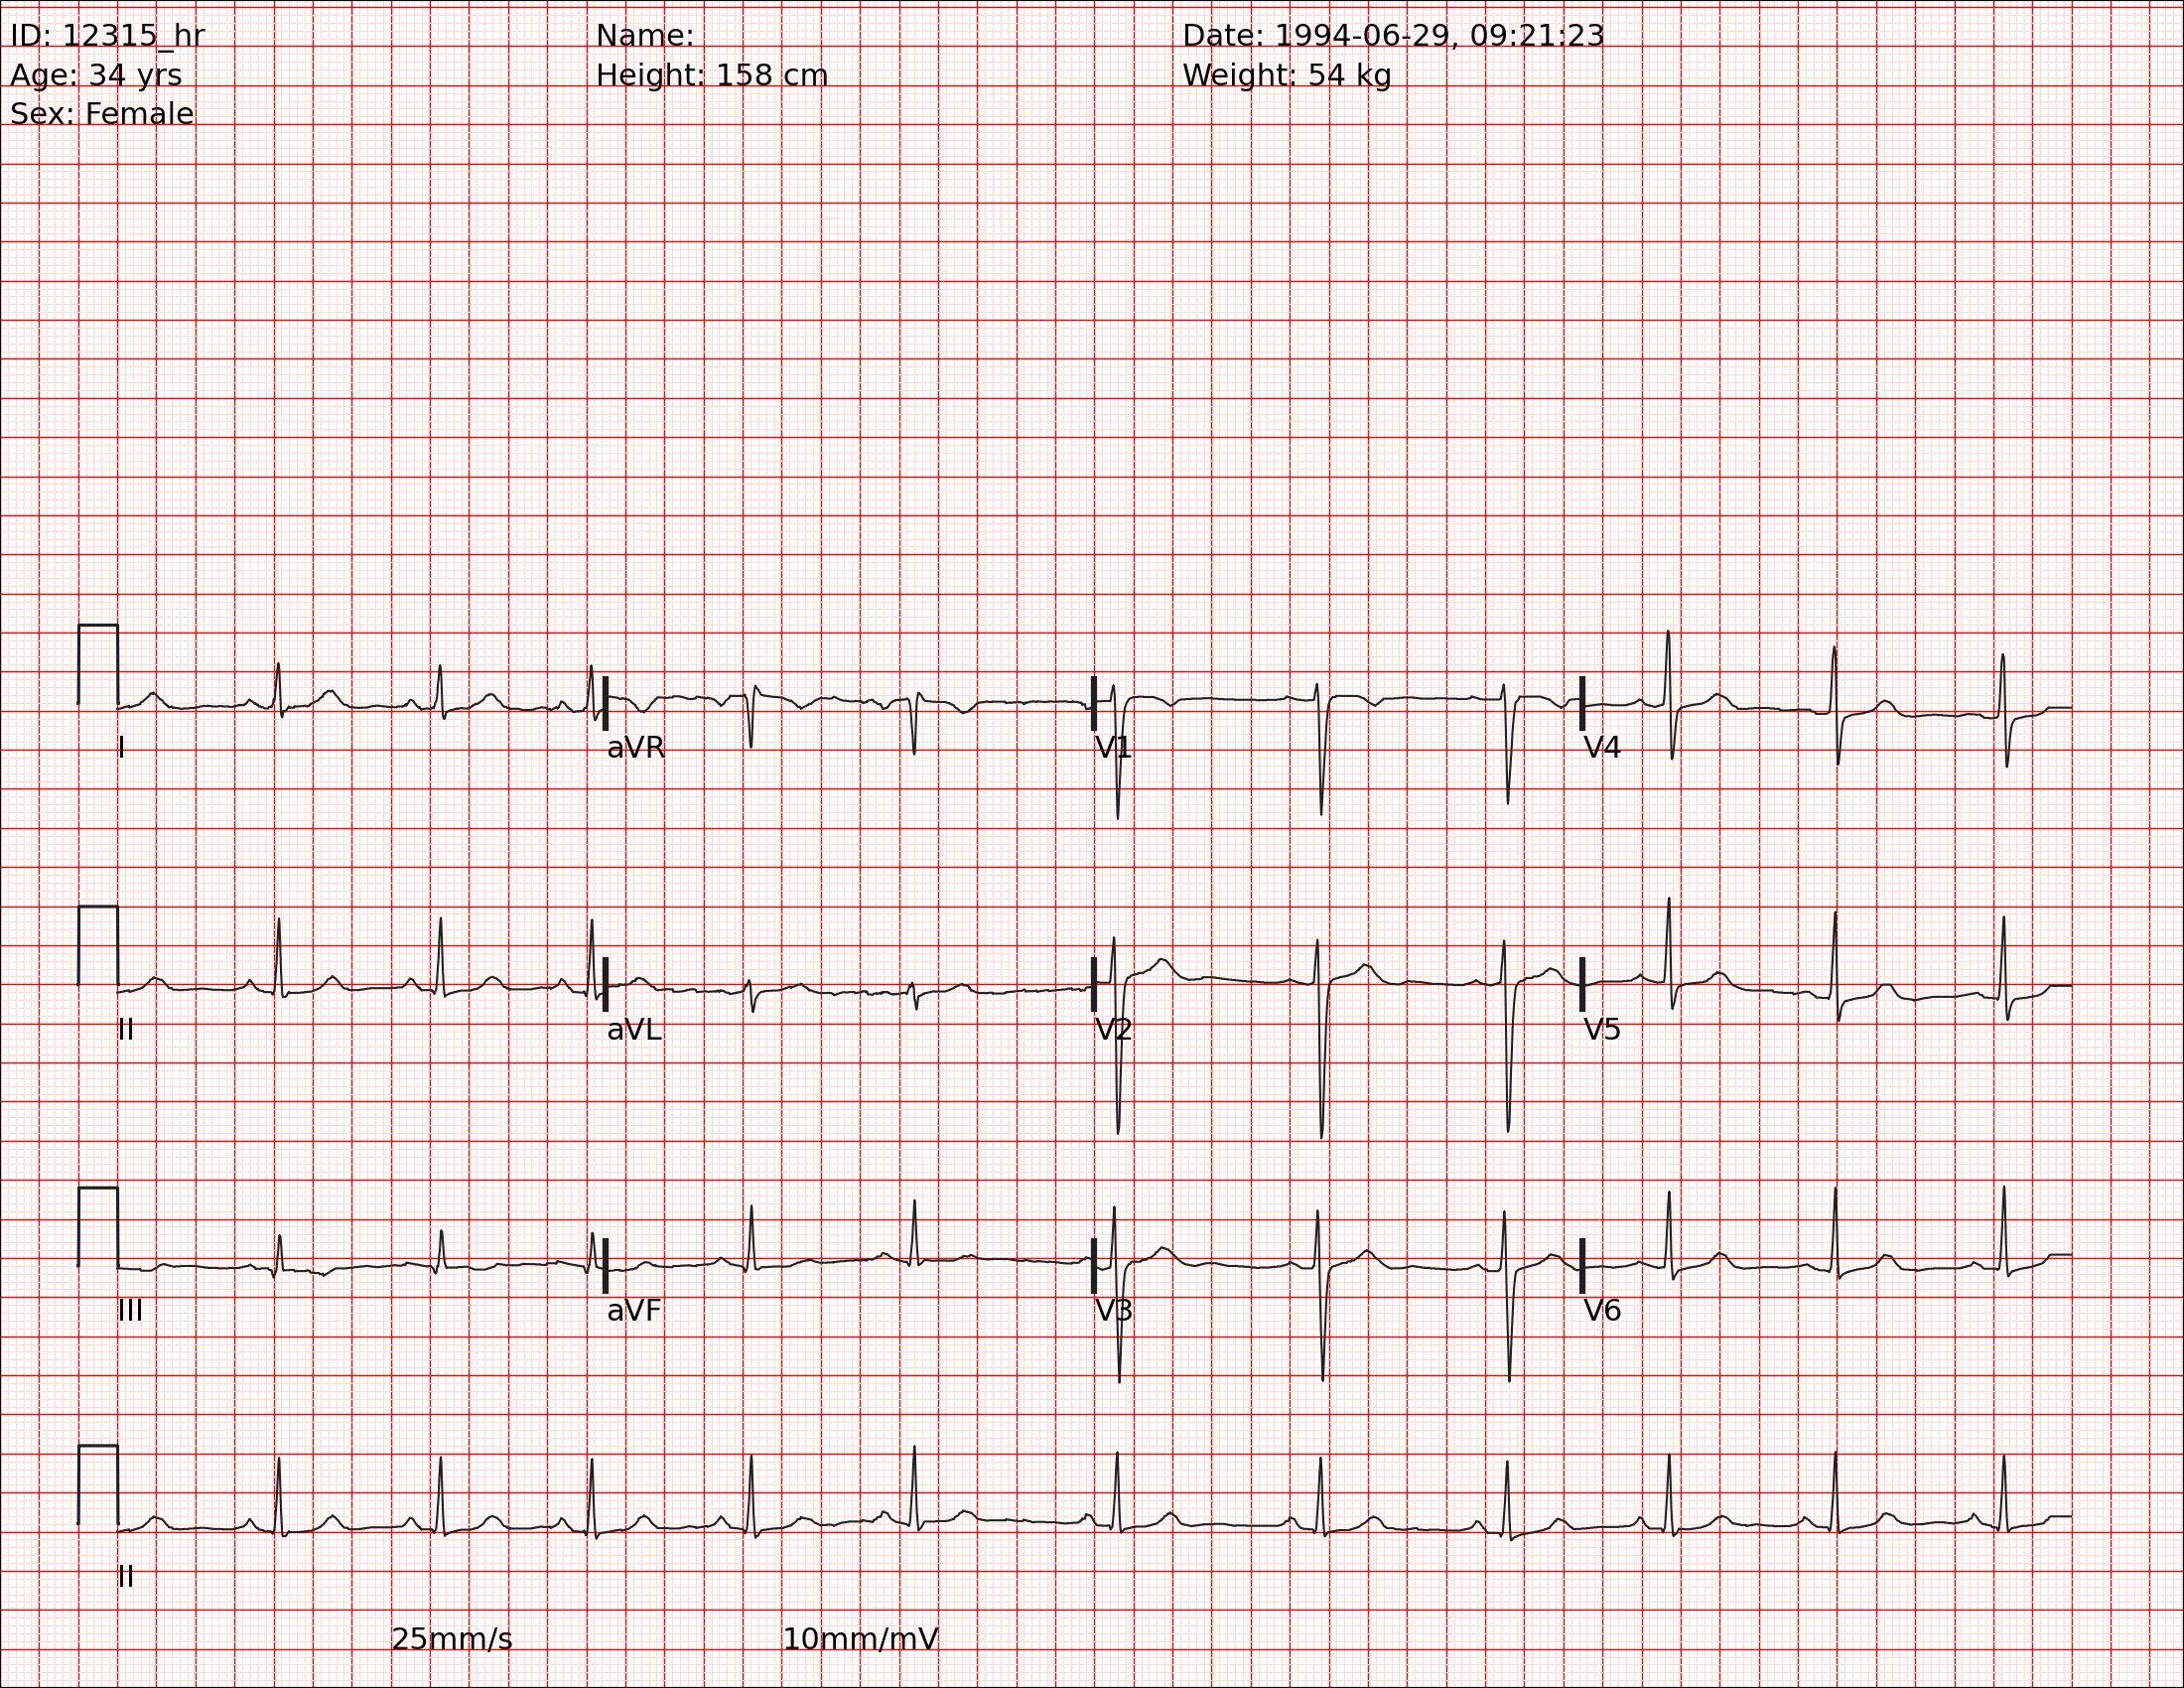 ID: 12315_hr Name: Date: 1994-06-29, 09:21:23
Age: 34 yrs Height: 158 cm Weight: 54 kg
Sex: Female
I aVR V1 V4
II aVL V2 V5
III aVF V3 V6
II
25mm/s 10mm/mV